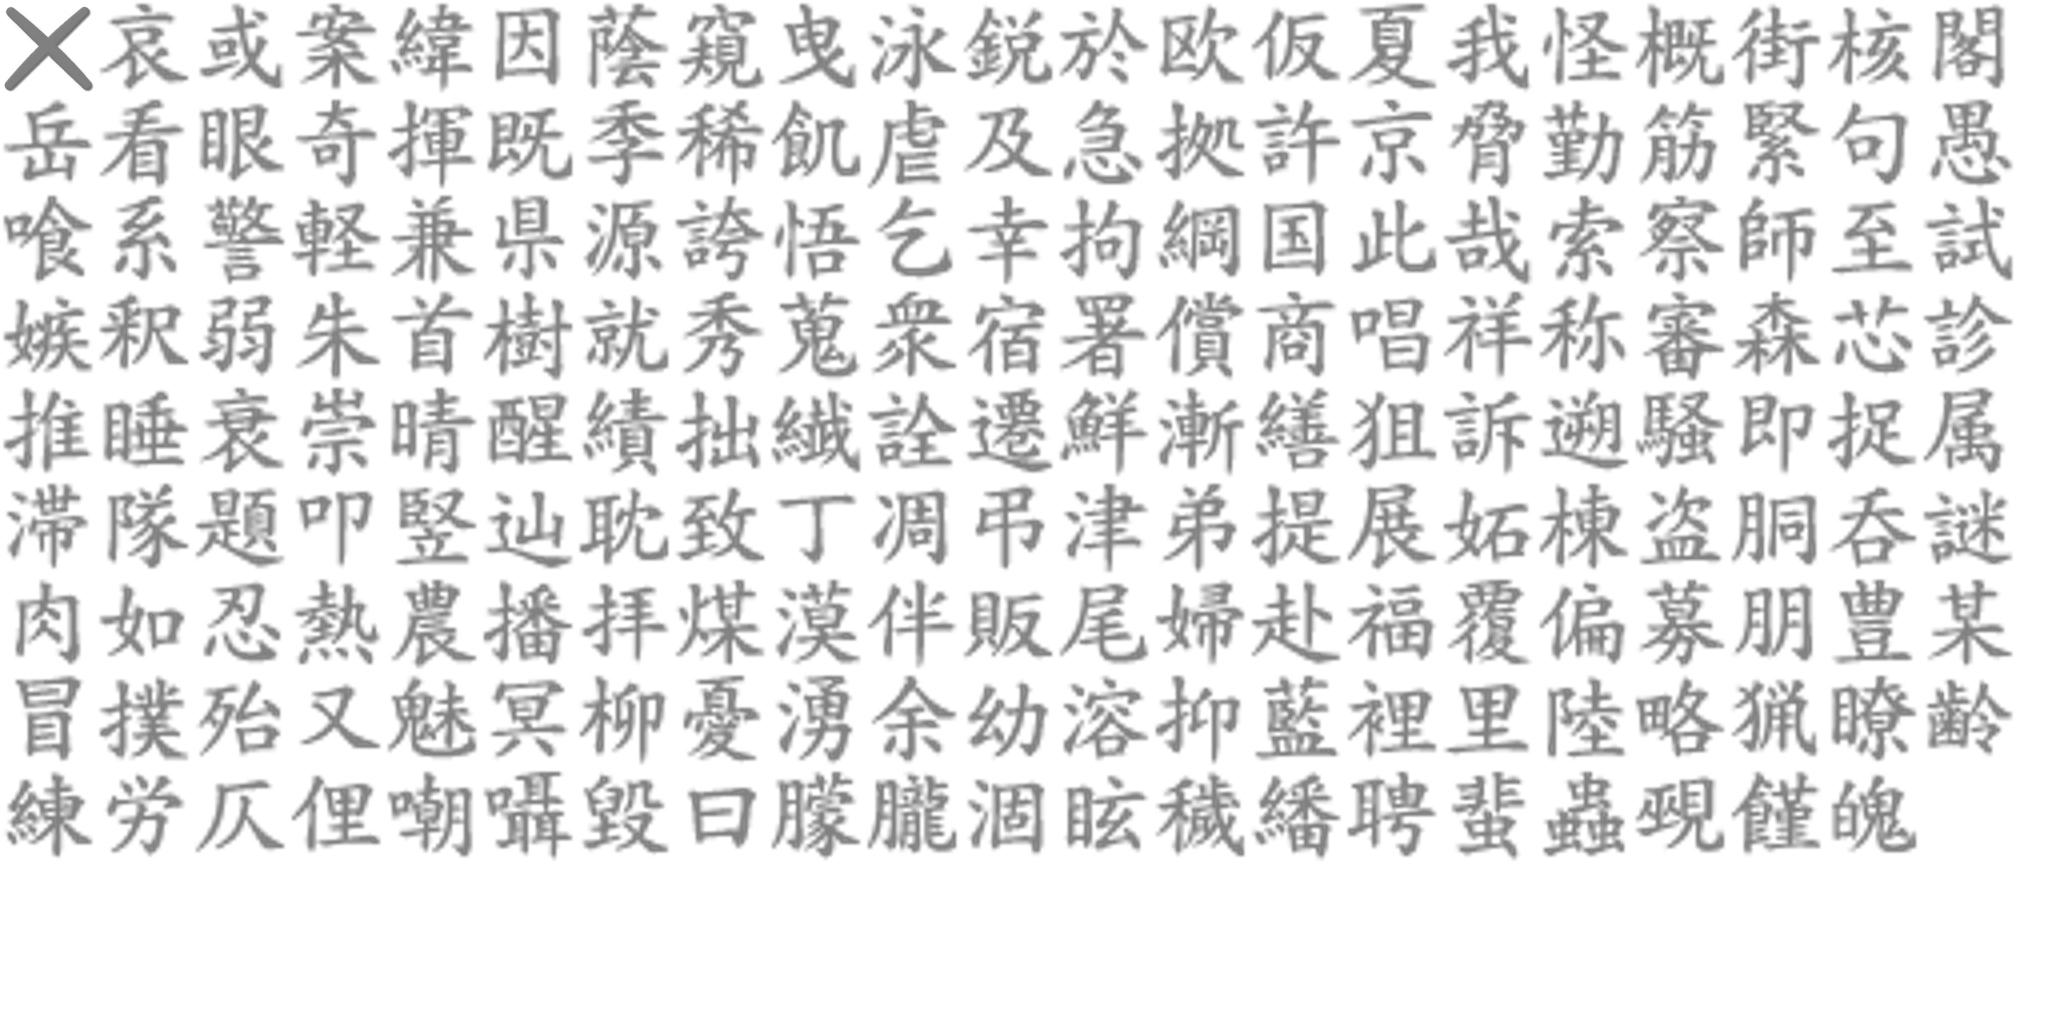 ×哀或案緯因蔭窺曳泳鋭於欧仮夏我怪概街核閣
岳看眼奇揮既季稀飢虐及急拠許京脅勤筋緊句愚
喰系警軽兼県源誇悟乞幸拘綱国此哉索察師至試
嫉釈弱朱首樹就秀蒐衆宿署償商唱祥称審森芯診
推睡衰崇晴醒績拙繊詮遷鮮漸繕狙訴遡騒即捉属
滞隊題叩竪辿耽致丁凋弔津弟提展妬棟盗胴呑謎
肉如忍熱農播拝煤漠伴販尾婦赴福覆偏募朋豊某
冒撲殆又魅冥柳憂湧余幼溶抑藍裡里陸略猟瞭齢
練労仄俚嘲囁毀曰朦朧涸眩穢繙聘蜚蟲覡饉魄